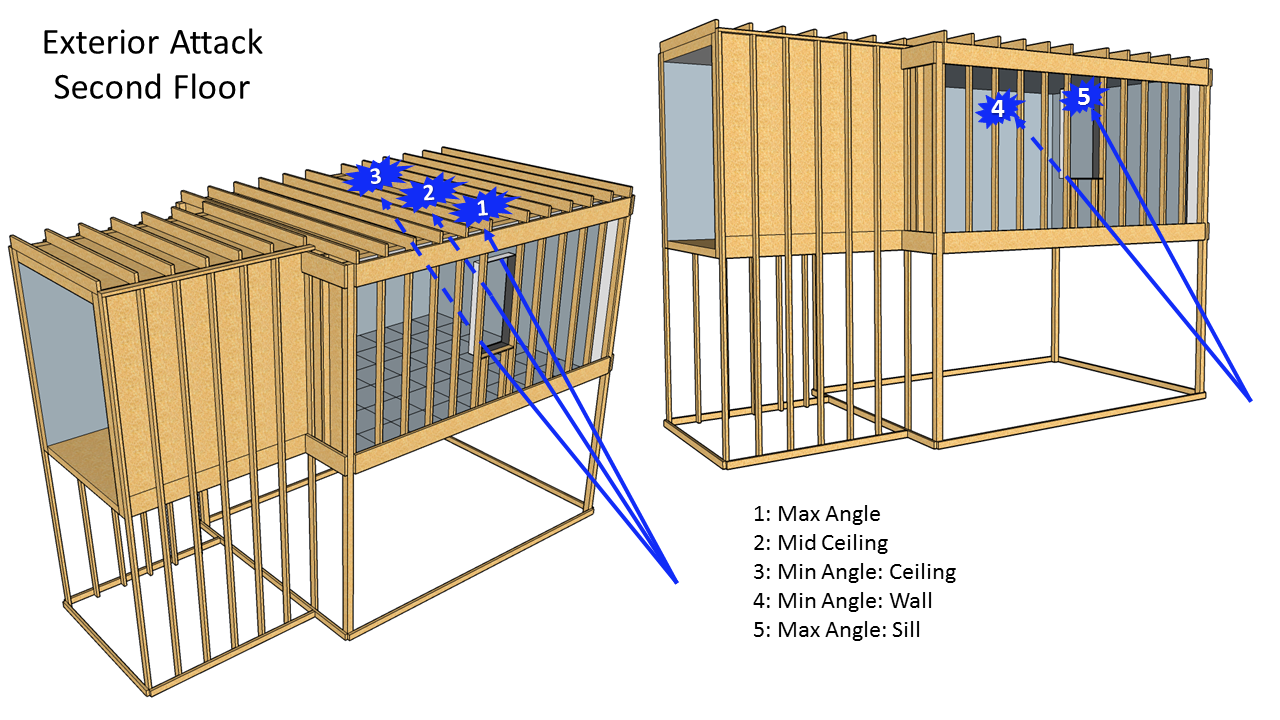 Exterior Attack
Second Floor
3
2
1
4
5
1: Max Angle
2: Mid Ceiling
3: Min Angle: Ceiling
4: Min Angle: Wall
5: Max Angle: Sill